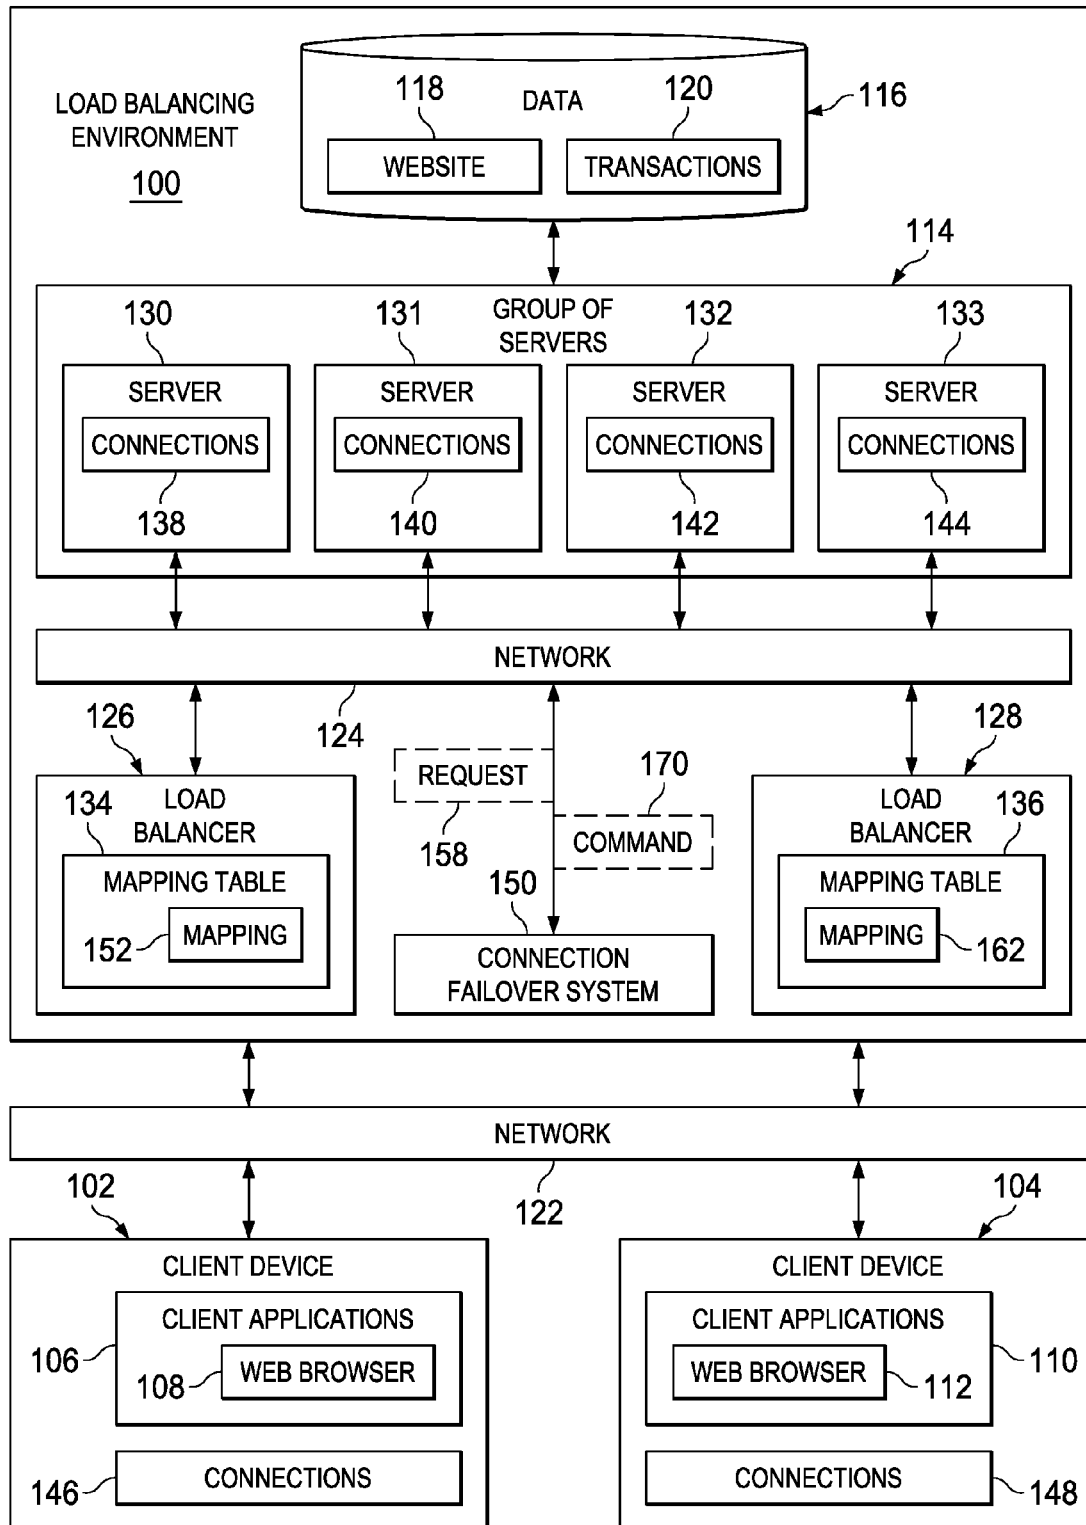 LOAD BALANCING
ENVIRONMENT
100
118
DATA
120
116
WEBSITE
TRANSACTIONS
114
130
131
GROUP OF
SERVERS
132
133
SERVER
SERVER
SERVER
SERVER
CONNECTIONS
CONNECTIONS
CONNECTIONS
CONNECTIONS
138
140
142
144
NETWORK
126
124
128
REQUEST
170
158
COMMAND
134
LOAD
BALANCER
LOAD
BALANCER
136
MAPPING TABLE
150
MAPPING TABLE
152
MAPPING
CONNECTION
FAILOVER SYSTEM
MAPPING
162
NETWORK
102
122
104
CLIENT DEVICE
CLIENT DEVICE
CLIENT APPLICATIONS
CLIENT APPLICATIONS
106
108
WEB BROWSER
WEB BROWSER
112
110
CONNECTIONS
CONNECTIONS
146
148